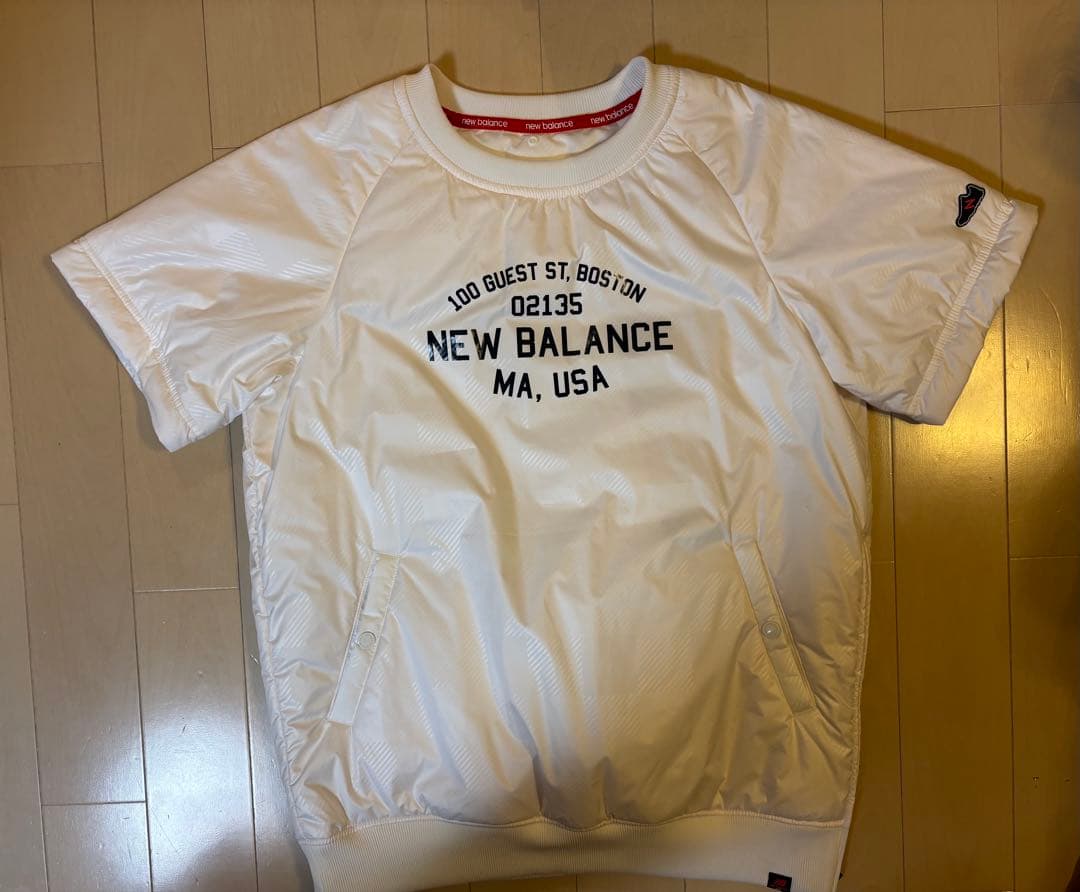 new balance new balance new balance
N
100 GUEST ST, BOSTON
02135
NEW BALANCE
MA, USA